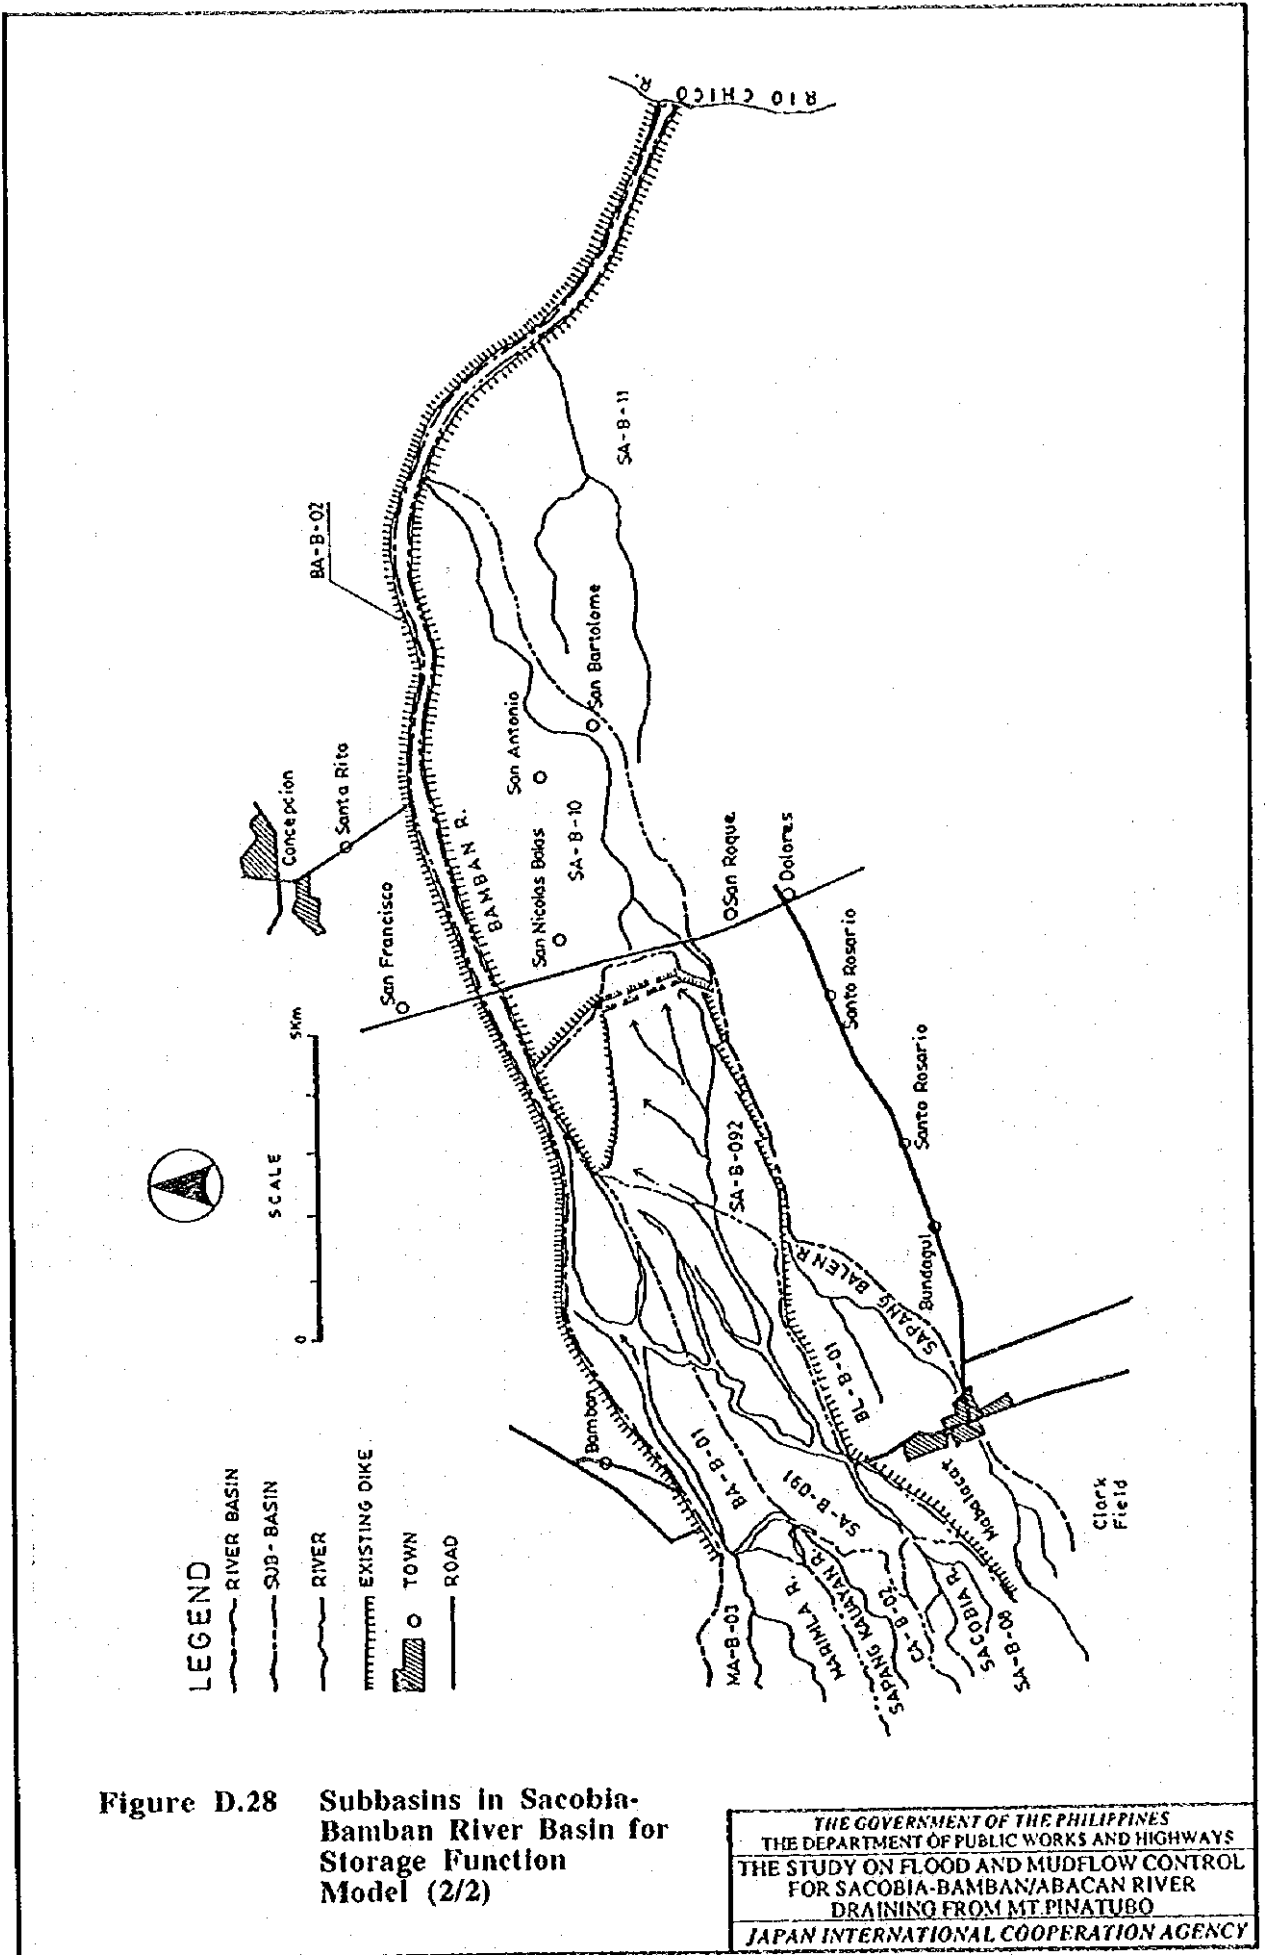 RIO CHICO R.
BA-B-02
SA-B-11
San Bartolome
San Antonio
SA-B-10
San Nicolas Balas
BAMBAN R.
Concepcion
Santa Rita
San Francisco
San Roque
Dolores
Santo Rosario
Santo Rosario
Bundagul
SA-B-092
SAPANG BALEN R.
BL-B-01
Mabalacat
Clark
Field
Bamban
BA-B-01
SA-B-091
MA-B-03
MARIMLA R.
SAPANG KAUAYAN R.
CA-B-02
SACOBIA R.
SA-B-08
SCALE
0 5Km
LEGEND
RIVER BASIN
SUB-BASIN
RIVER
EXISTING DIKE
TOWN
ROAD
Figure D.28 Subbasins in Sacobia-
Bamban River Basin for
Storage Function
Model (2/2)
THE GOVERNMENT OF THE PHILIPPINES
THE DEPARTMENT OF PUBLIC WORKS AND HIGHWAYS
THE STUDY ON FLOOD AND MUDFLOW CONTROL
FOR SACOBIA-BAMBAN/ABACAN RIVER
DRAINING FROM MT.PINATUBO
JAPAN INTERNATIONAL COOPERATION AGENCY